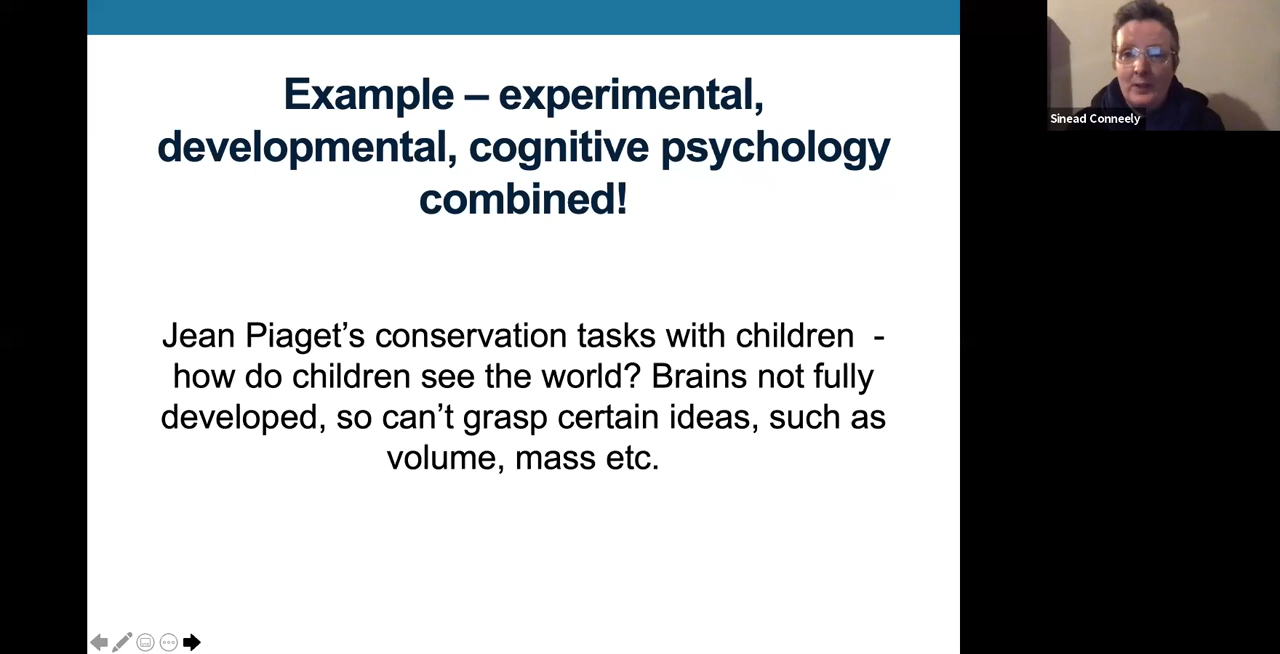 Example – experimental,
developmental, cognitive psychology
combined!
Jean Piaget’s conservation tasks with children  -
how do children see the world? Brains not fully
developed, so can’t grasp certain ideas, such as
volume, mass etc.
Sinead Conneely